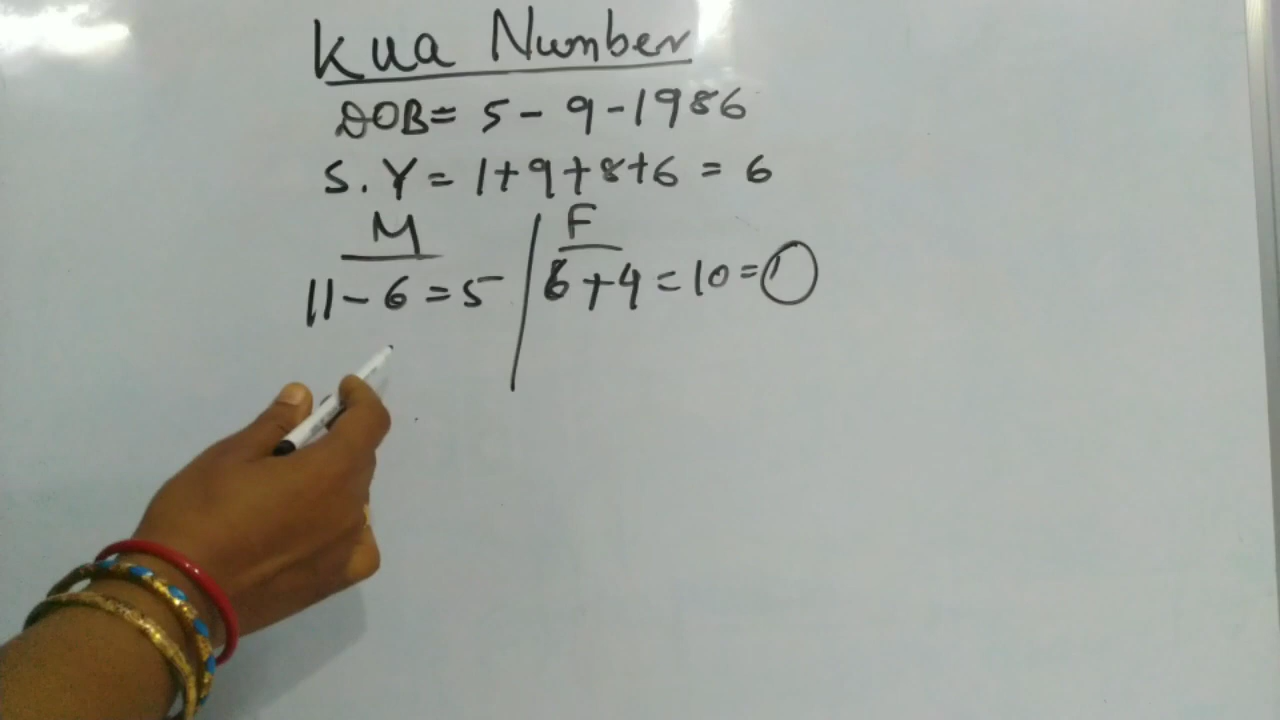 Kua Number
DOB = 5 - 9 - 1986
S.Y = 1+9+8+6 = 6
M F
11 - 6 = 5 6+4 = 10 = 1